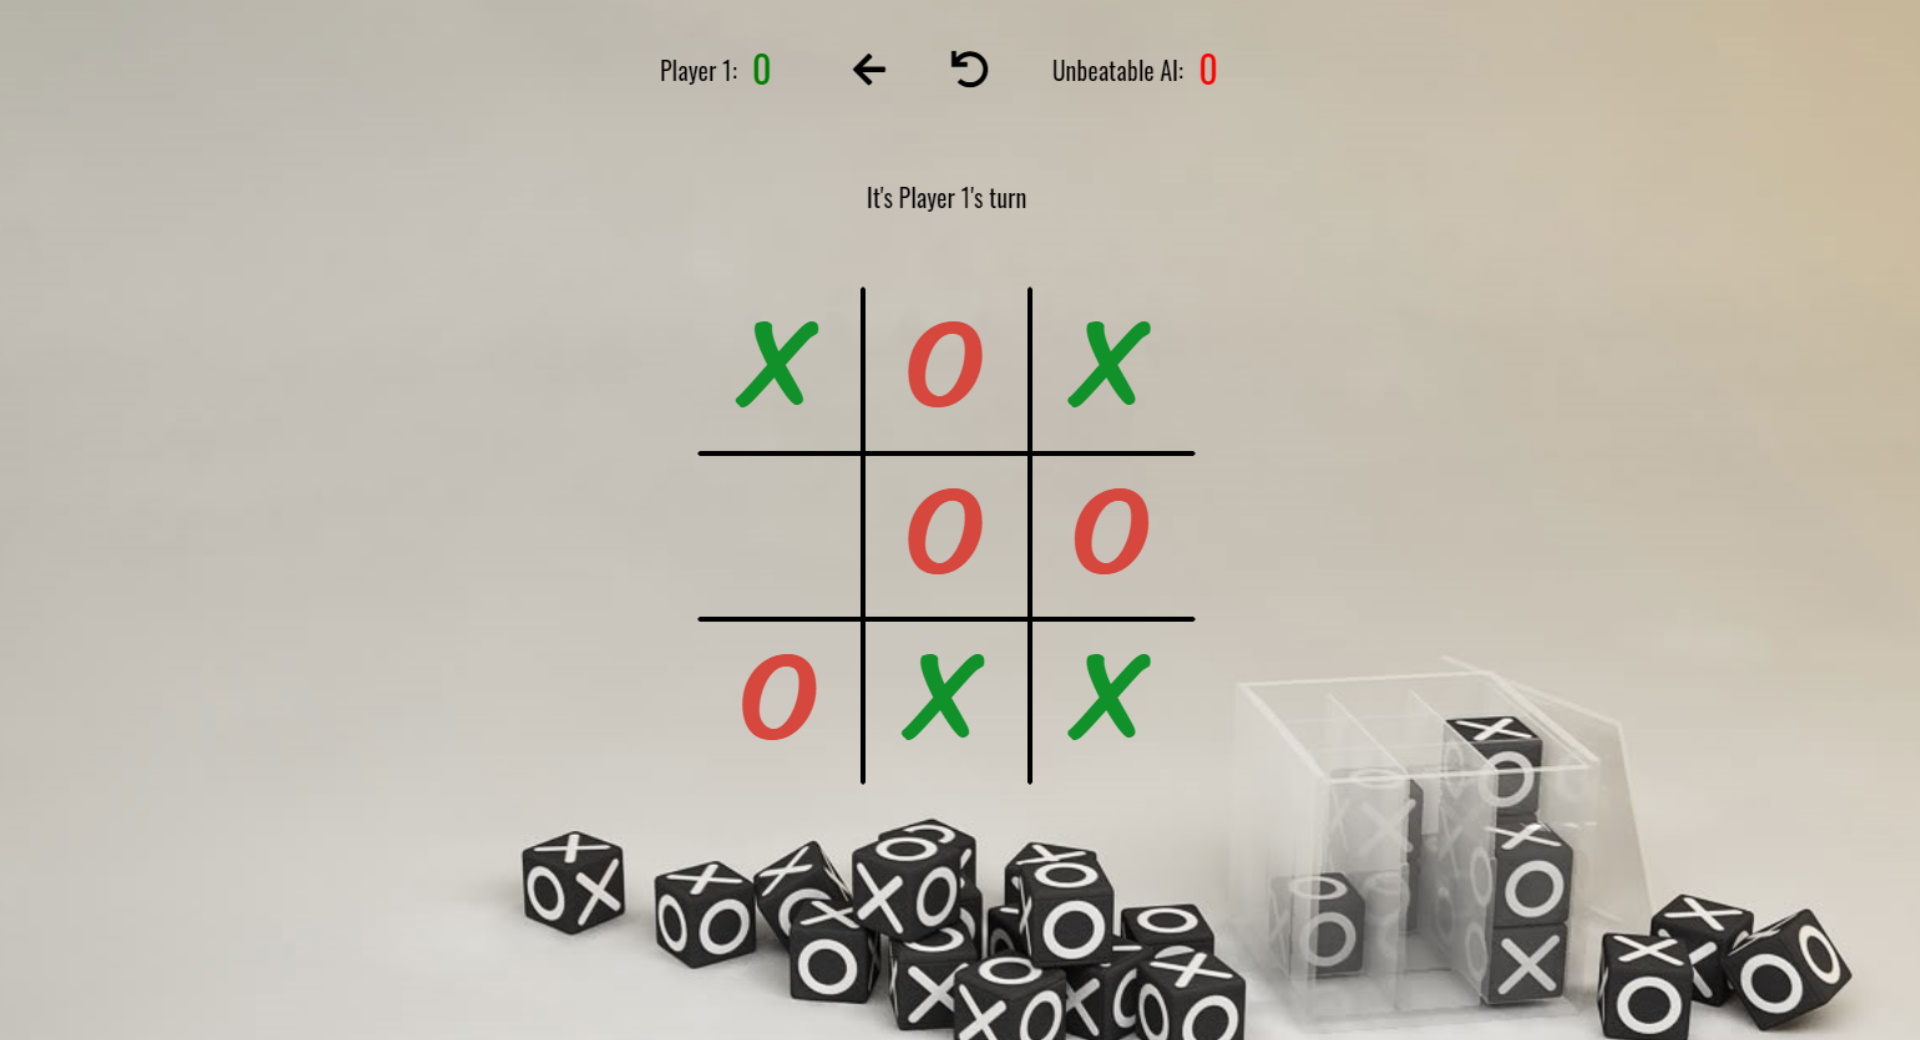 Player 1: 0 Unbeatable AI: 0
It's Player 1's turn
X O X
O O
O X X